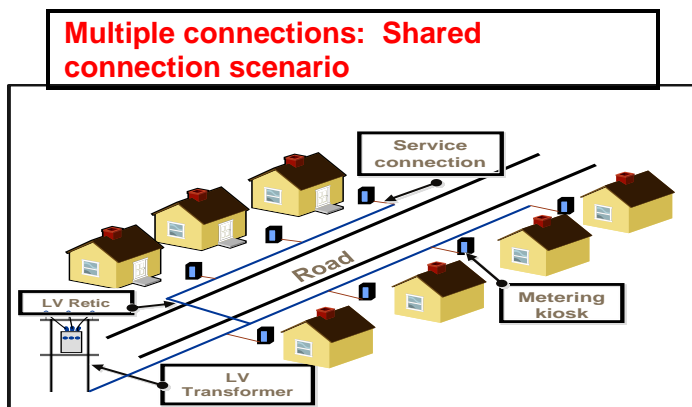 Multiple connections:  Shared
connection scenario
Service
connection
Road
LV Retic
Metering
kiosk
LV
Transformer